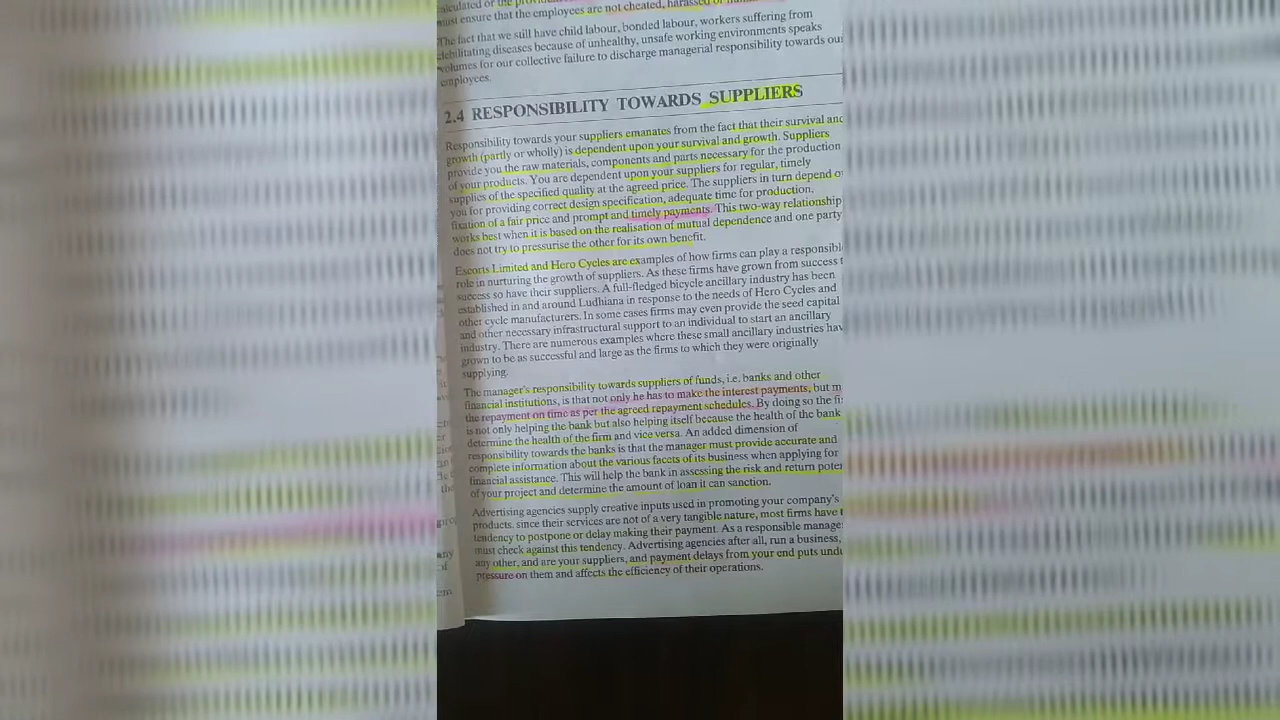 must ensure that the employees are not cheated, harassed or
The fact that we still have child labour, bonded labour, workers suffering from
debilitating diseases because of unhealthy, unsafe working environments speaks
volumes for our collective failure to discharge managerial responsibility towards our
employees.
2.4 RESPONSIBILITY TOWARDS SUPPLIERS
Responsibility towards your suppliers emanates from the fact that their survival and
growth (partly or wholly) is dependent upon your survival and growth. Suppliers
provide you the raw materials, components and parts necessary for the production
of your products. You are dependent upon your suppliers for regular, timely
supplies of the specified quality at the agreed price. The suppliers in turn depend
you for providing correct design specification, adequate time for production,
fixation of a fair price and prompt and timely payments. This two-way relationship
works best when it is based on the realisation of mutual dependence and one party
does not try to pressurise the other for its own benefit.
Escorts Limited and Hero Cycles are examples of how firms can play a responsibl
role in nurturing the growth of suppliers. As these firms have grown from success t
success so have their suppliers. A full-fledged bicycle ancillary industry has been
established in and around Ludhiana in response to the needs of Hero Cycles and
other cycle manufacturers. In some cases firms may even provide the seed capital
and other necessary infrastructural support to an individual to start an ancillary
industry. There are numerous examples where these small ancillary industries hav
grown to be as successful and large as the firms to which they were originally
supplying.
The manager's responsibility towards suppliers of funds, i.e. banks and other
financial institutions, is that not only he has to make the interest payments, but m
the repayment on time as per the agreed repayment schedules. By doing so the fi
is not only helping the bank but also helping itself because the health of the bank
determine the health of the firm and vice versa. An added dimension of
responsibility towards the banks is that the manager must provide accurate and
complete information about the various facets of its business when applying for
financial assistance. This will help the bank in assessing the risk and return poten
of your project and determine the amount of loan it can sanction.
Advertising agencies supply creative inputs used in promoting your company's
products. since their services are not of a very tangible nature, most firms have t
tendency to postpone or delay making their payment. As a responsible manage
must check against this tendency. Advertising agencies after all, run a business,
any other, and are your suppliers, and payment delays from your end puts undu
pressure on them and affects the efficiency of their operations.